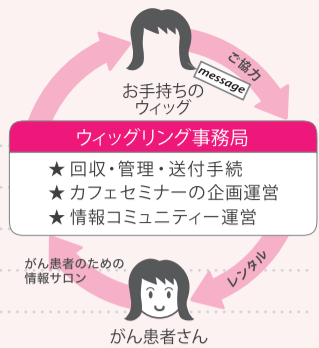 ご協力
message
お手持ちの
ウィッグ
ウィッグリング事務局
★ 回収・管理・送付手続
★ カフェセミナーの企画運営
★ 情報コミュニティー運営
がん患者のための
情報サロン
レンタル
がん患者さん